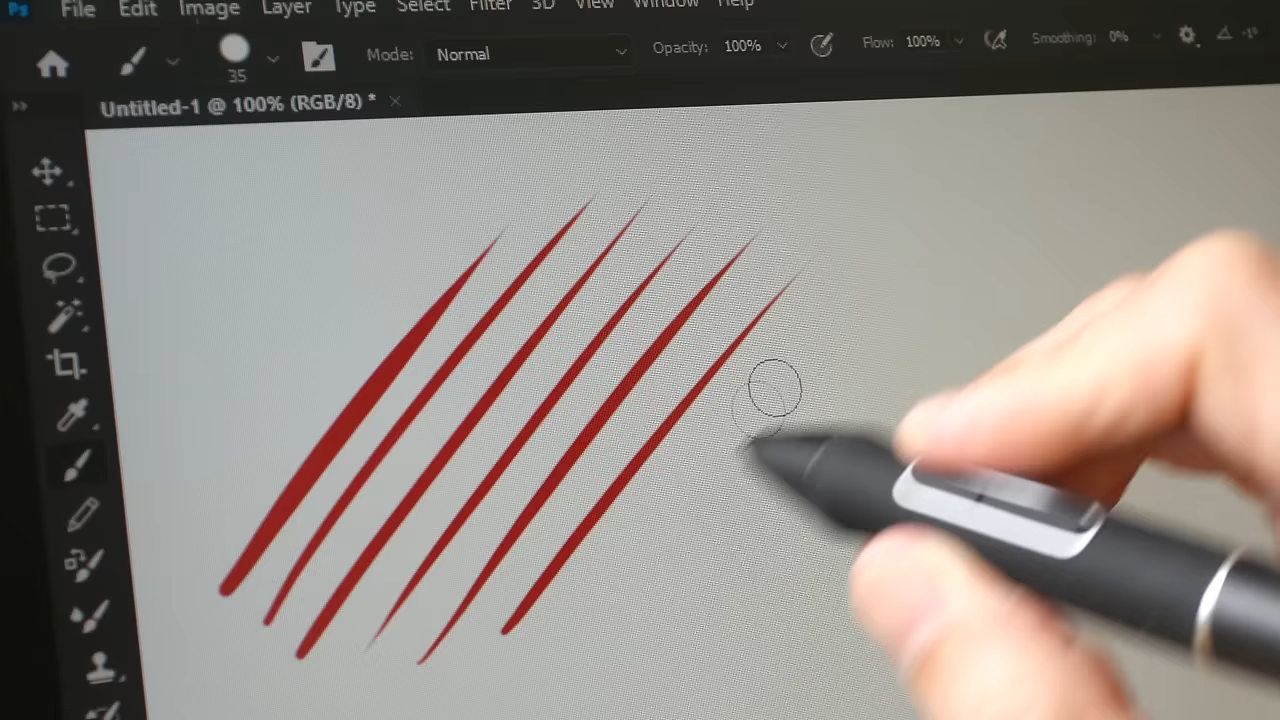 Ps File Edit Image Layer Type Select Filter 3D View Window Help
35 Mode: Normal Opacity: 100% Flow: 100% Smoothing: 0% -1°
Untitled-1 @ 100% (RGB/8) * ×